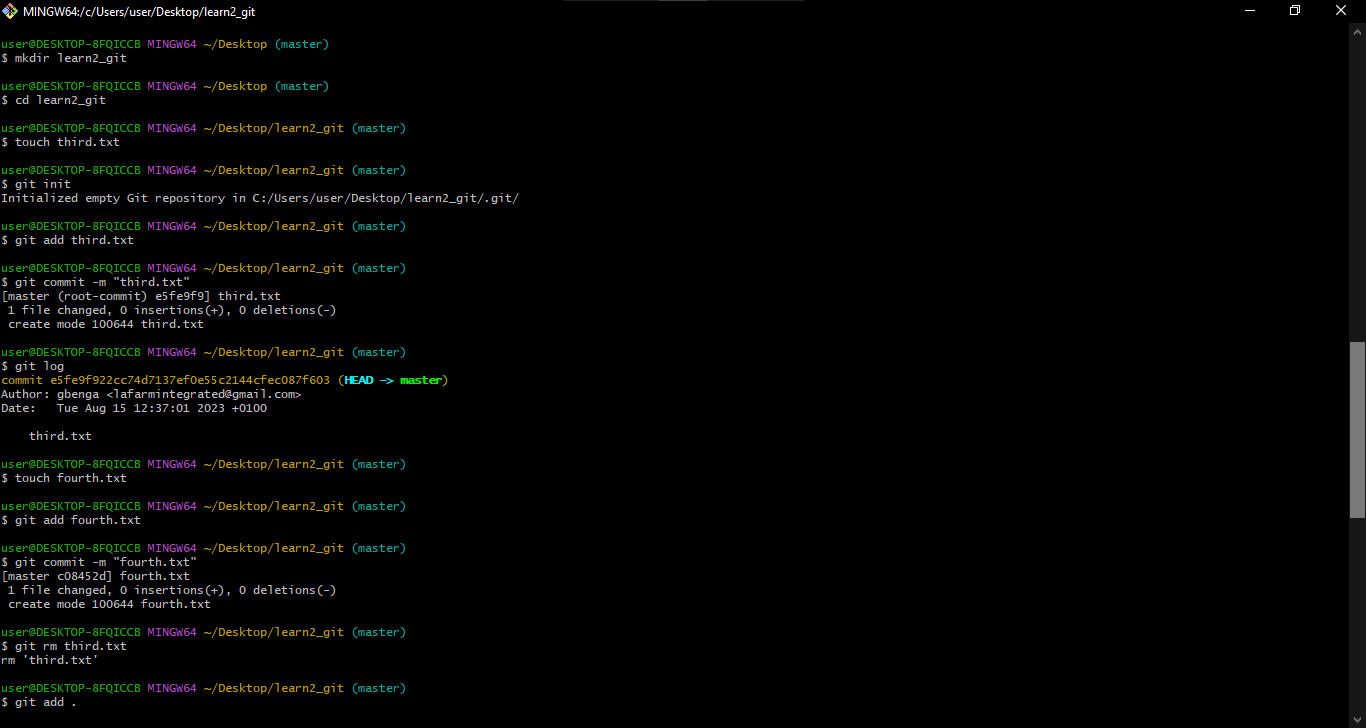 MINGW64:/c/Users/user/Desktop/learn2_git
user@DESKTOP-8FQICCB MINGW64 ~/Desktop (master)
$ mkdir learn2_git
user@DESKTOP-8FQICCB MINGW64 ~/Desktop (master)
$ cd learn2_git
user@DESKTOP-8FQICCB MINGW64 ~/Desktop/learn2_git (master)
$ touch third.txt
user@DESKTOP-8FQICCB MINGW64 ~/Desktop/learn2_git (master)
$ git init
Initialized empty Git repository in C:/Users/user/Desktop/learn2_git/.git/
user@DESKTOP-8FQICCB MINGW64 ~/Desktop/learn2_git (master)
$ git add third.txt
user@DESKTOP-8FQICCB MINGW64 ~/Desktop/learn2_git (master)
$ git commit -m "third.txt"
[master (root-commit) e5fe9f9] third.txt
 1 file changed, 0 insertions(+), 0 deletions(-)
 create mode 100644 third.txt
user@DESKTOP-8FQICCB MINGW64 ~/Desktop/learn2_git (master)
$ git log
commit e5fe9f922cc74d7137ef0e55c2144cfec087f603 (HEAD -> master)
Author: gbenga <lafarmintegrated@gmail.com>
Date:   Tue Aug 15 12:37:01 2023 +0100
    third.txt
user@DESKTOP-8FQICCB MINGW64 ~/Desktop/learn2_git (master)
$ touch fourth.txt
user@DESKTOP-8FQICCB MINGW64 ~/Desktop/learn2_git (master)
$ git add fourth.txt
user@DESKTOP-8FQICCB MINGW64 ~/Desktop/learn2_git (master)
$ git commit -m "fourth.txt"
[master c08452d] fourth.txt
 1 file changed, 0 insertions(+), 0 deletions(-)
 create mode 100644 fourth.txt
user@DESKTOP-8FQICCB MINGW64 ~/Desktop/learn2_git (master)
$ git rm third.txt
rm 'third.txt'
user@DESKTOP-8FQICCB MINGW64 ~/Desktop/learn2_git (master)
$ git add .